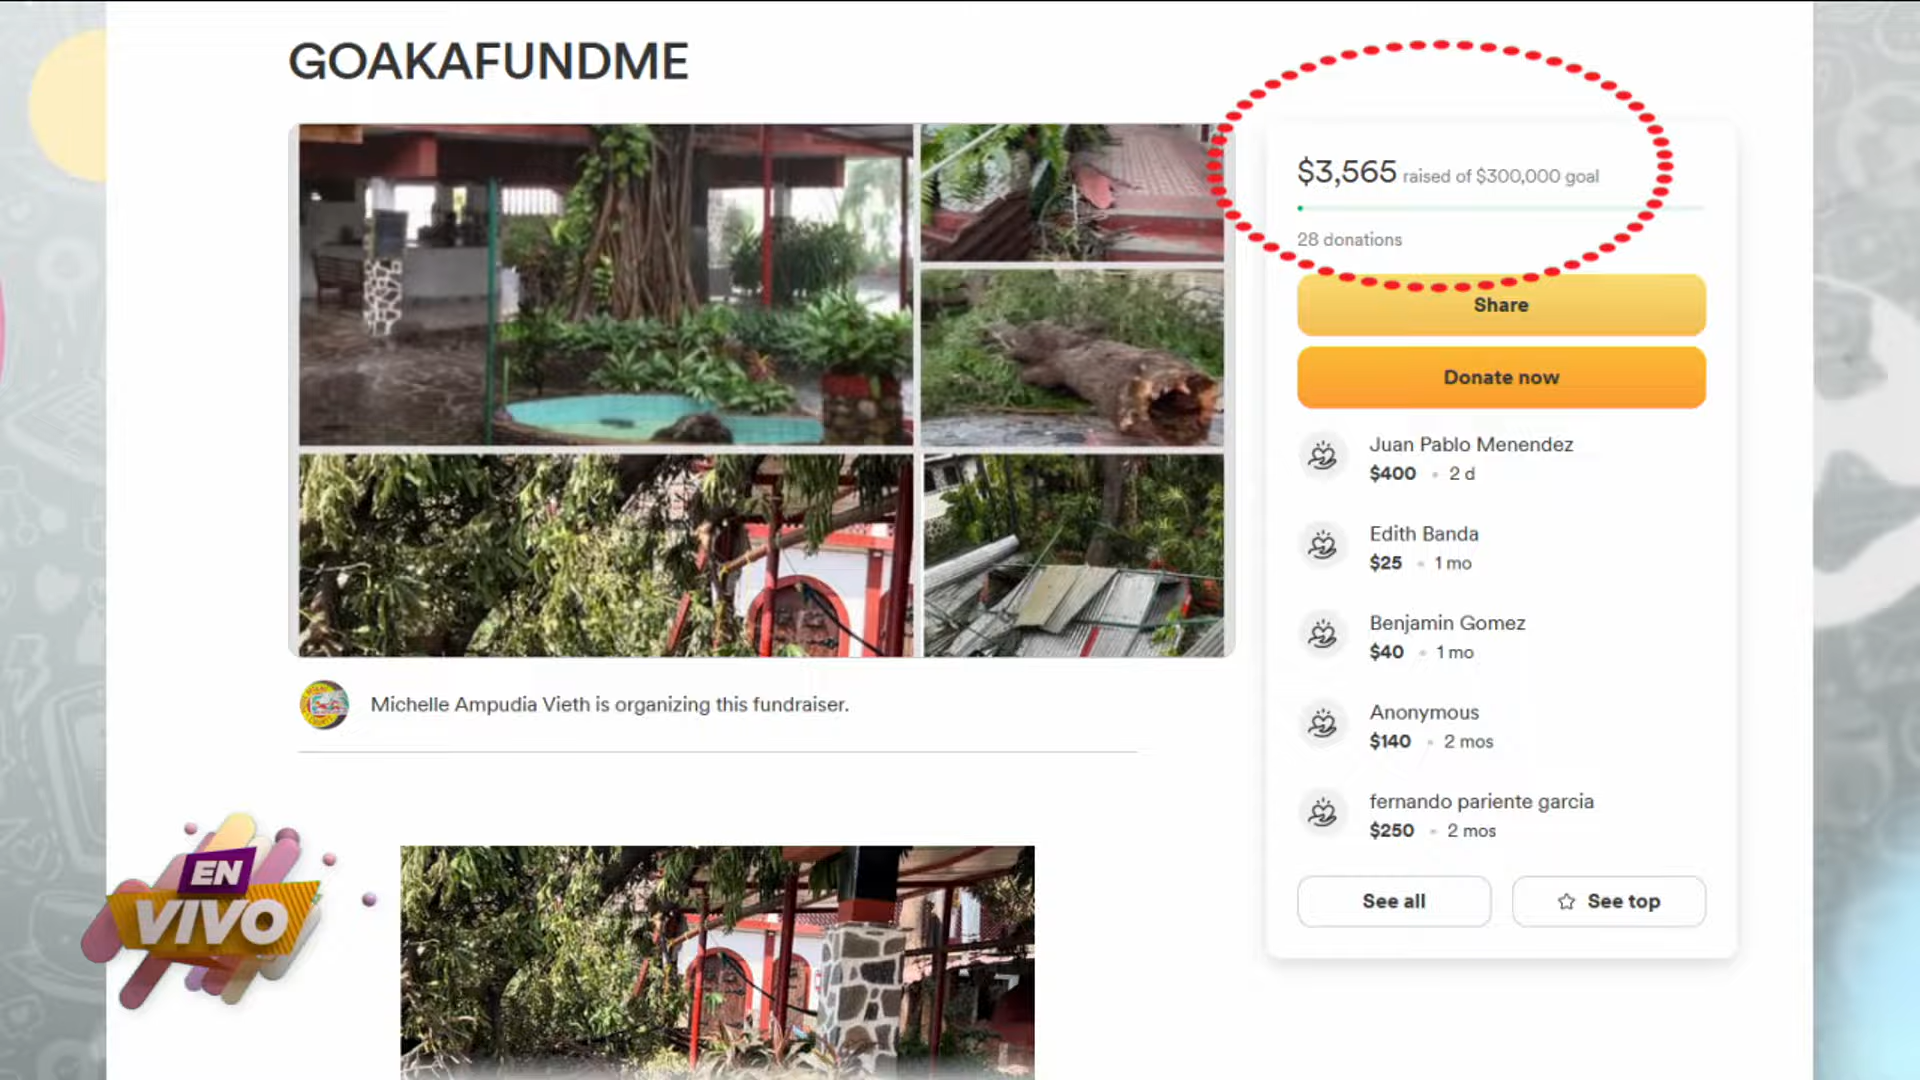 GOAKAFUNDME
$3,565 raised of $300,000 goal
28 donations
Share
Donate now
Juan Pablo Menendez
$400 • 2 d
Edith Banda
$25 • 1 mo
Benjamin Gomez
$40 • 1 mo
Anonymous
$140 • 2 mos
fernando pariente garcia
$250 • 2 mos
See all
See top
Michelle Ampudia Vieth is organizing this fundraiser.
EN
VIVO